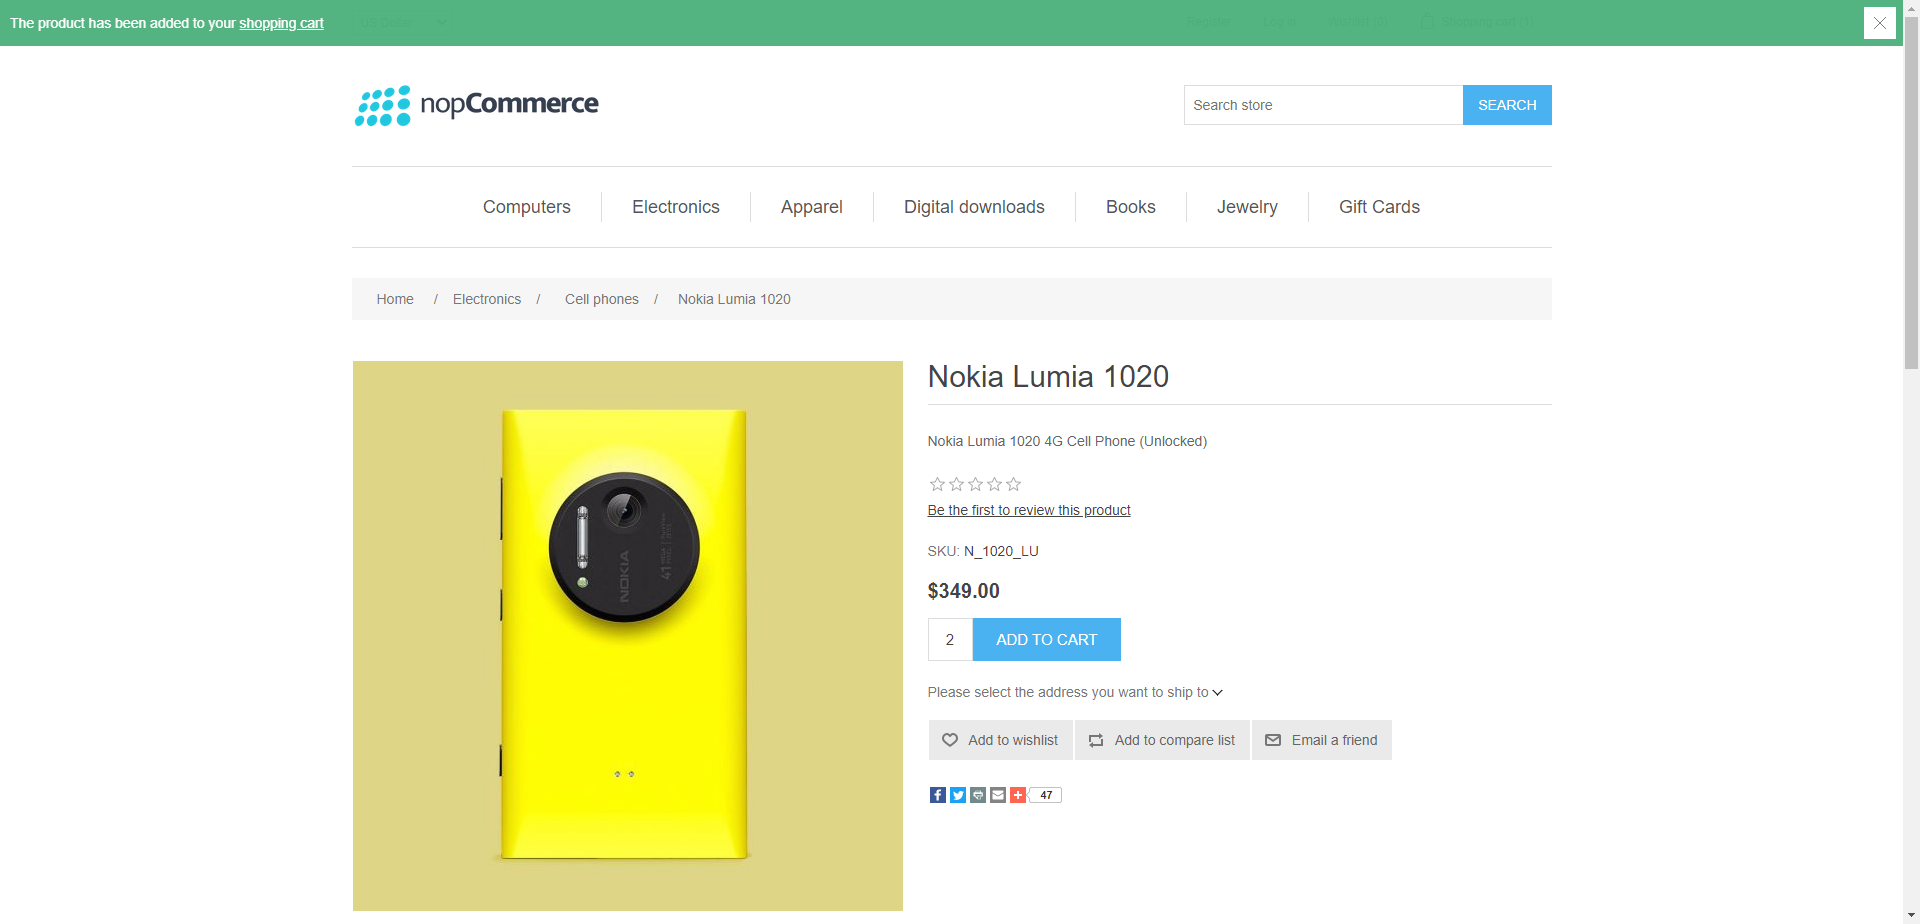 The product has been added to your shopping cart
nopCommerce
Search store
SEARCH
Computers
Electronics
Apparel
Digital downloads
Books
Jewelry
Gift Cards
Home / Electronics / Cell phones / Nokia Lumia 1020
Nokia Lumia 1020
Nokia Lumia 1020 4G Cell Phone (Unlocked)
Be the first to review this product
SKU: N_1020_LU
$349.00
2
ADD TO CART
Please select the address you want to ship to
Add to wishlist
Add to compare list
Email a friend
47
NOKIA
41